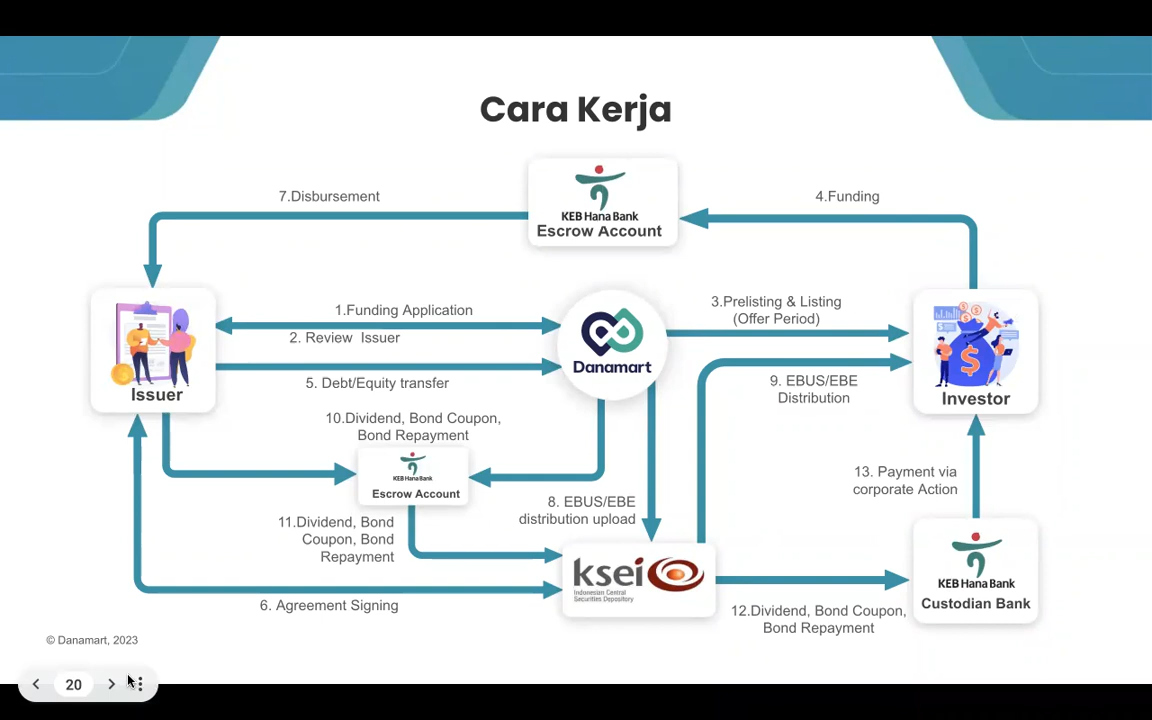 Cara Kerja
7.Disbursement
KEB Hana Bank
Escrow Account
4.Funding
1.Funding Application
2. Review  Issuer
5. Debt/Equity transfer
Issuer
Danamart
3.Prelisting & Listing
(Offer Period)
9. EBUS/EBE
Distribution
Investor
10.Dividend, Bond Coupon,
Bond Repayment
KEB Hana Bank
Escrow Account
8. EBUS/EBE
distribution upload
13. Payment via
corporate Action
11.Dividend, Bond
Coupon, Bond
Repayment
ksei
Indonesian Central
Securities Depository
KEB Hana Bank
Custodian Bank
6. Agreement Signing
12.Dividend, Bond Coupon,
Bond Repayment
© Danamart, 2023
20